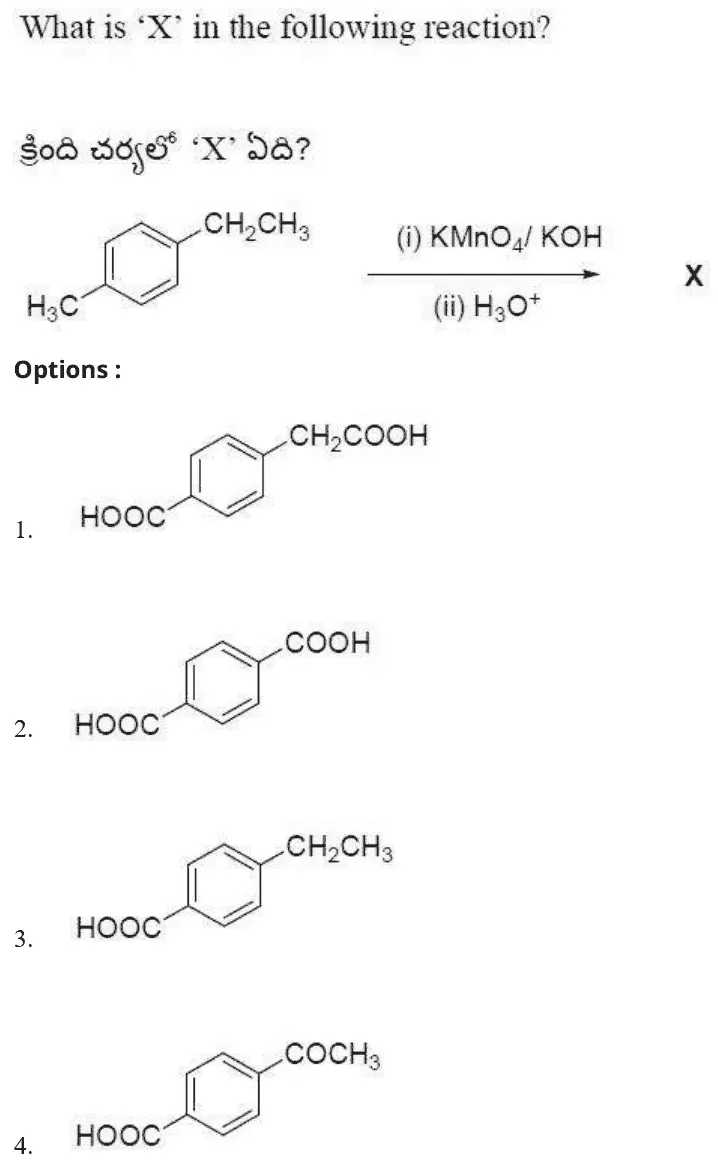 What is ‘X’ in the following reaction?
క్రింది చర్యలో ‘X’ ఏది?
CH₂CH₃
H₃C
(i) KMnO₄/ KOH
(ii) H₃O⁺
X
Options :
CH₂COOH
HOOC
1.
COOH
HOOC
2.
CH₂CH₃
HOOC
3.
COCH₃
HOOC
4.